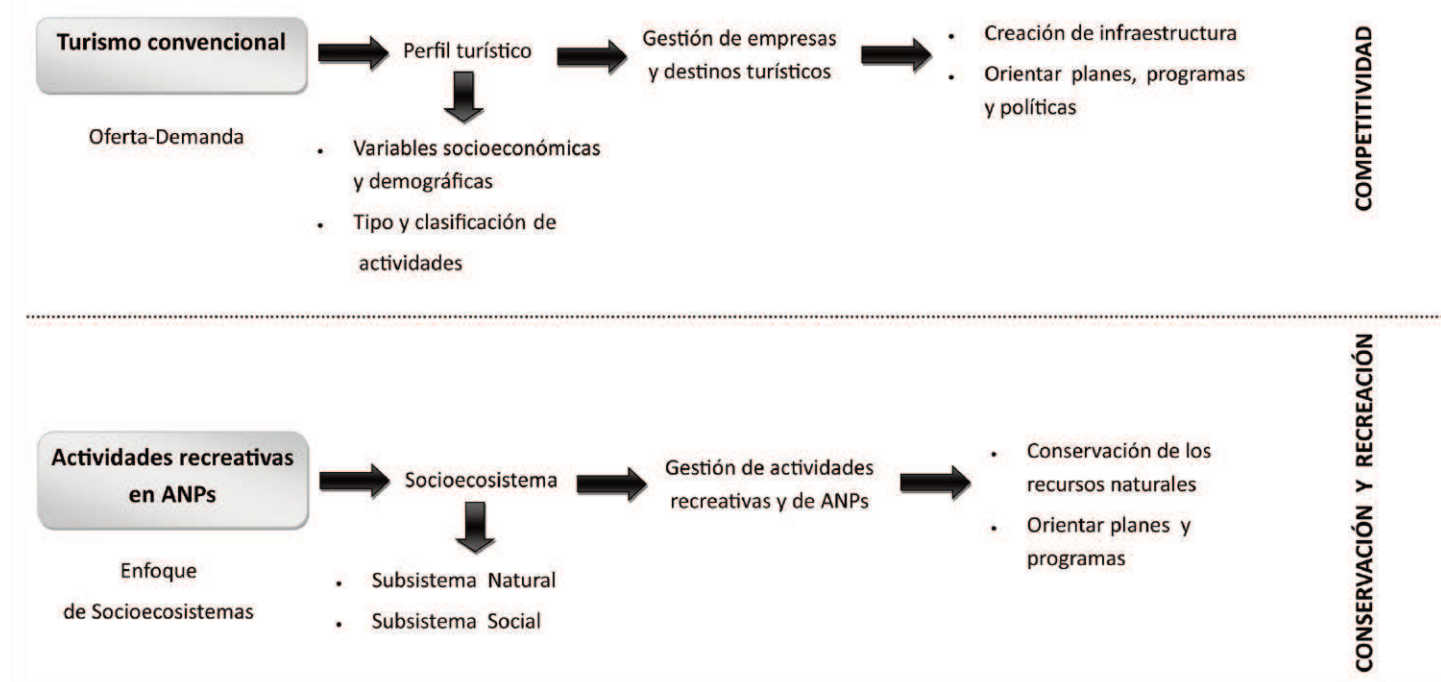 Turismo convencional
Oferta-Demanda
Perfil turístico
• Variables socioeconómicas
y demográficas
• Tipo y clasificación de
actividades
Gestión de empresas
y destinos turísticos
• Creación de infraestructura
• Orientar planes, programas
y políticas
COMPETITIVIDAD
Actividades recreativas
en ANPs
Enfoque
de Socioecosistemas
Socioecosistema
• Subsistema Natural
• Subsistema Social
Gestión de actividades
recreativas y de ANPs
• Conservación de los
recursos naturales
• Orientar planes y
programas
CONSERVACIÓN Y RECREACIÓN